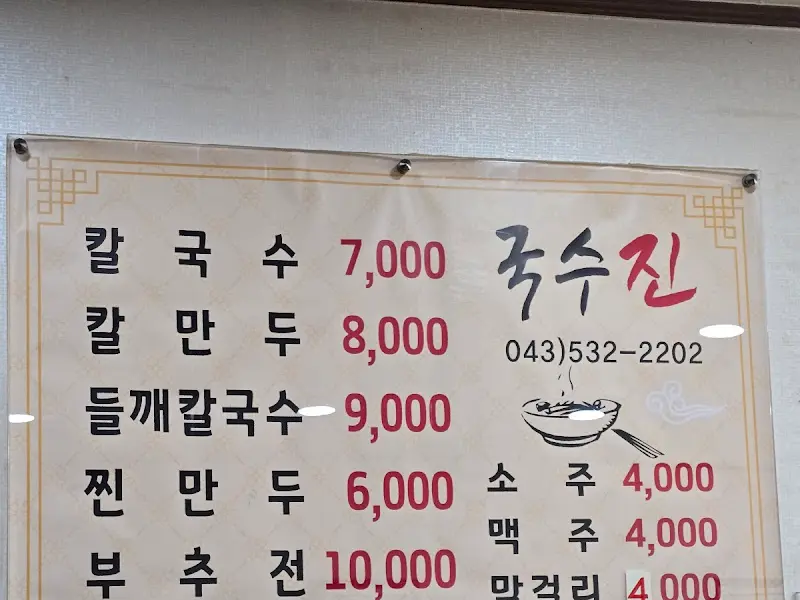 칼국수 7,000
칼만두 8,000
들깨칼국수 9,000
찐만두 6,000
부추전 10,000
국수진
043)532-2202
소주 4,000
맥주 4,000
막걸리 4,000